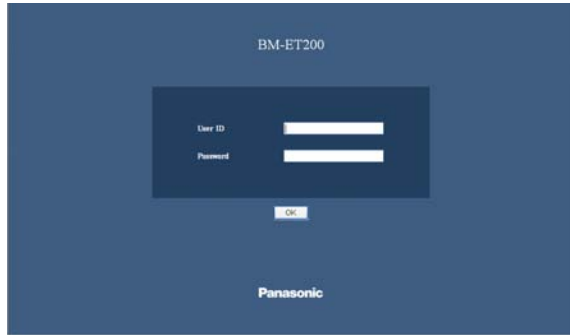 BM-ET200
User ID
Password
OK
Panasonic